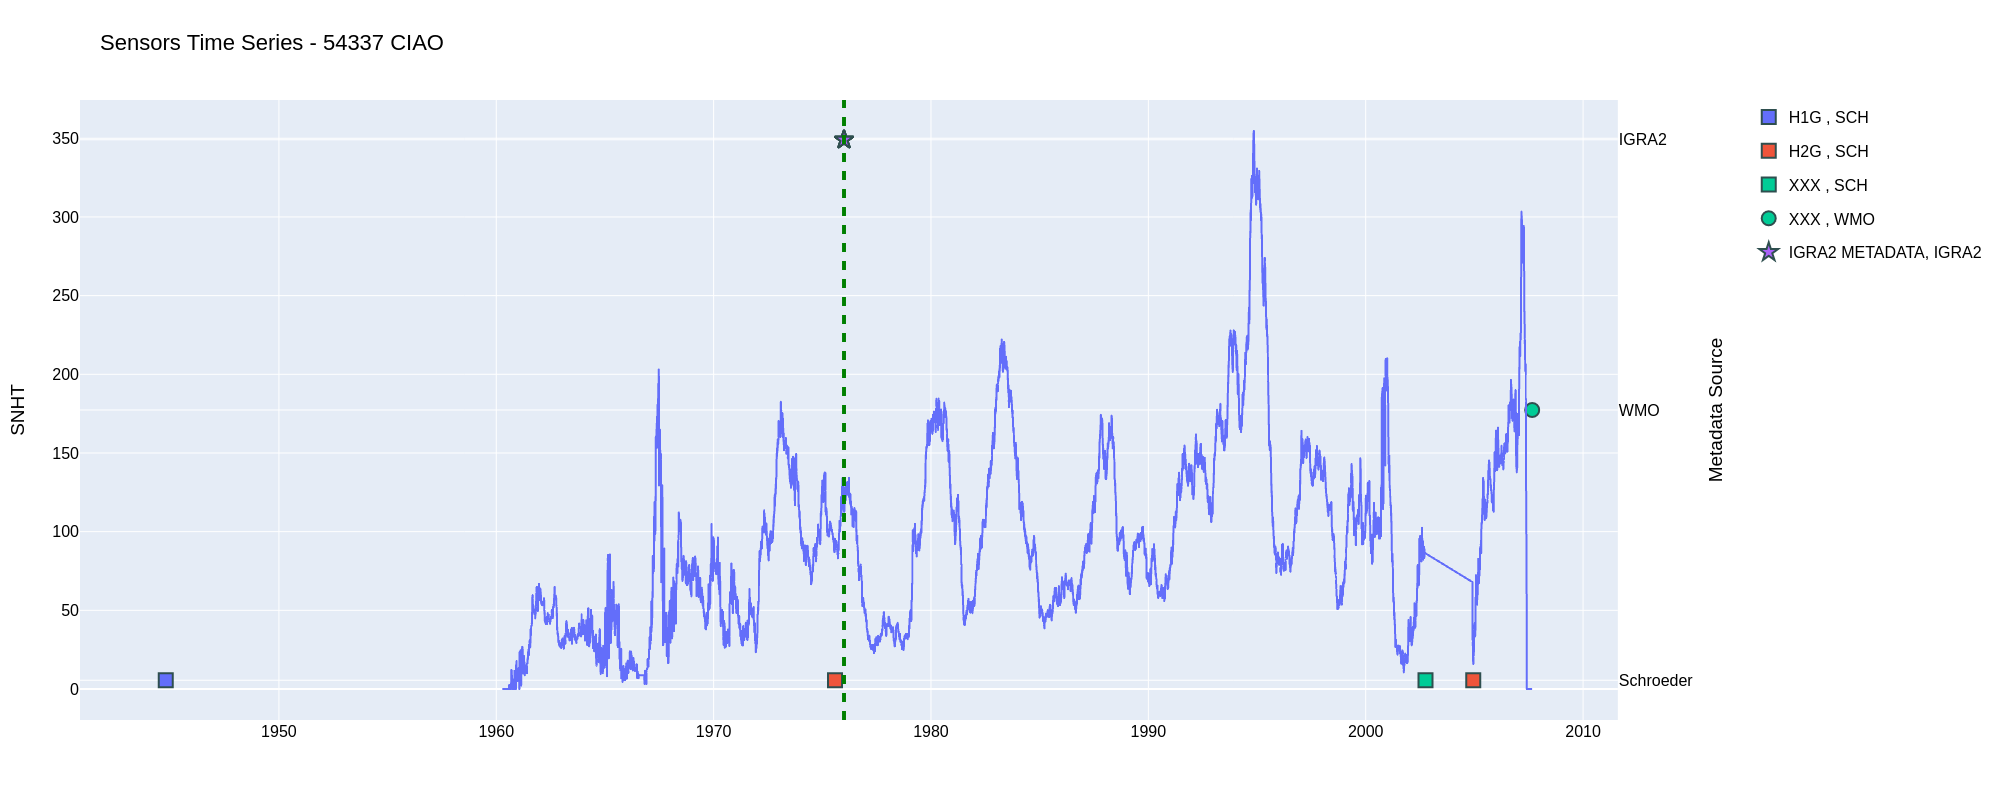 Sensors Time Series - 54337 CIAO
350
300
250
200
150
100
50
0
SNHT
1950
1960
1970
1980
1990
2000
2010
IGRA2
WMO
Schroeder
Metadata Source
H1G , SCH
H2G , SCH
XXX , SCH
XXX , WMO
IGRA2 METADATA, IGRA2